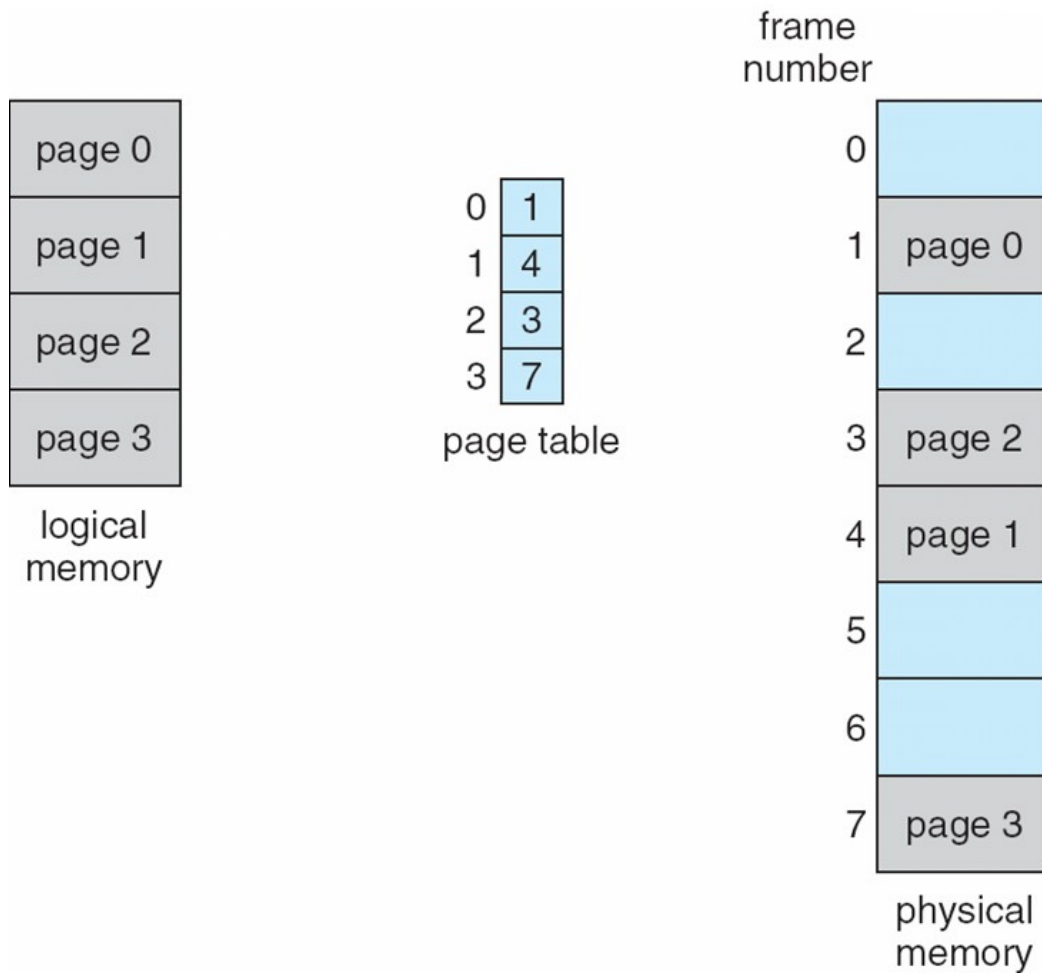 frame
number
page 0
page 1
page 2
page 3
logical
memory
0 1
1 4
2 3
3 7
page table
0
1 page 0
2
3 page 2
4 page 1
5
6
7 page 3
physical
memory